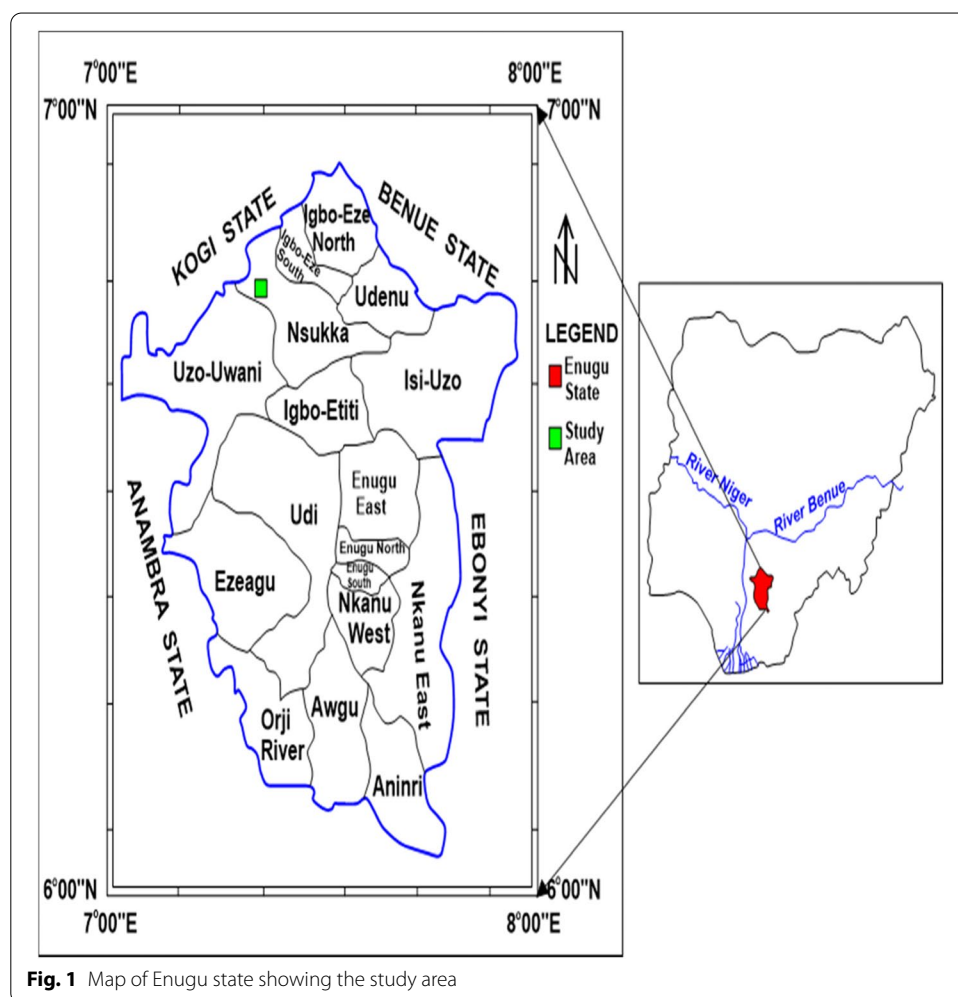 7°00"E
8°00"E
7°00"N
7°00"N
KOGI STATE
BENUE STATE
Igbo-Eze
North
Igbo-Eze
South
Udenu
Nsukka
Uzo-Uwani
Isi-Uzo
Igbo-Etiti
N
LEGEND
Enugu
State
Study
Area
Enugu
East
Udi
Enugu North
Enugu
South
Ezeagu
Nkanu
West
Nkanu East
ANAMBRA STATE
EBONYI STATE
Orji
River
Awgu
Aninri
6°00"N
6°00"N
7°00"E
8°00"E
River Niger
River Benue
Fig. 1 Map of Enugu state showing the study area